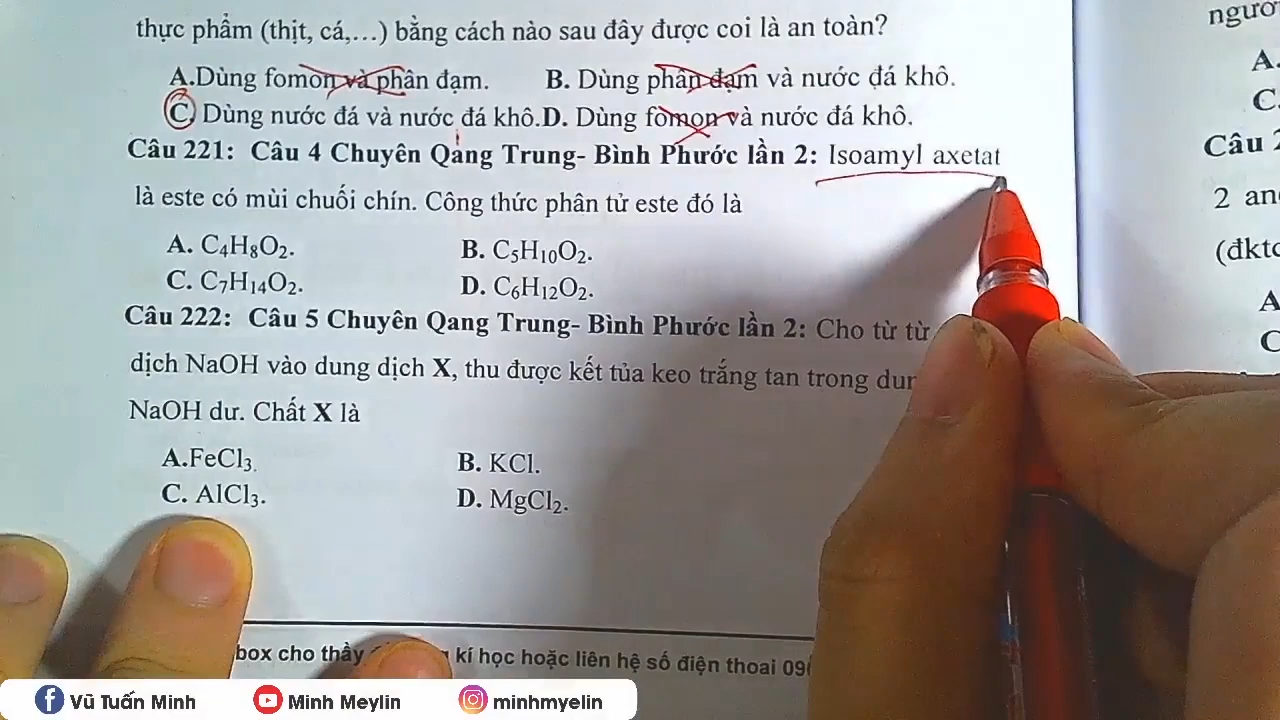 thực phẩm (thịt, cá,…) bằng cách nào sau đây được coi là an toàn?
A.Dùng fomon và phân đạm. B. Dùng phân đạm và nước đá khô.
C. Dùng nước đá và nước đá khô.D. Dùng fomon và nước đá khô.
Câu 221: Câu 4 Chuyên Qang Trung- Bình Phước lần 2: Isoamyl axetat
là este có mùi chuối chín. Công thức phân tử este đó là
A. C₄H₈O₂. B. C₅H₁₀O₂.
C. C₇H₁₄O₂. D. C₆H₁₂O₂.
Câu 222: Câu 5 Chuyên Qang Trung- Bình Phước lần 2: Cho từ từ
dịch NaOH vào dung dịch X, thu được kết tủa keo trắng tan trong
NaOH dư. Chất X là
A.FeCl₃. B. KCl.
C. AlCl₃. D. MgCl₂.
box cho thầy kí học hoặc liên hệ số điện thoai
A.
C
Câu
2
(đktc
A
C
Vũ Tuấn Minh Minh Meylin minhmyelin